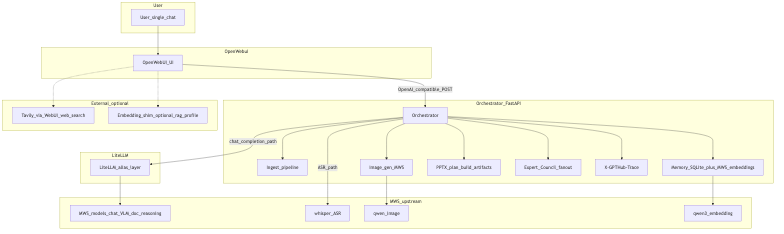 User
User_single_chat
OpenWebui
OpenWebUI_UI
OpenAI_compatible_POST
External_optional
Tavily_via_WebUI_web_search
Embedding_shim_optional_rag_profile
Orchestrator_FastAPI
Orchestrator
chat_completion_path
LiteLLM
LiteLLM_alias_layer
ASR_path
Ingest_pipeline
Image_gen_MWS
PPTX_plan_build_artifacts
Expert_Council_fanout
X-GPTHub-Trace
Memory_SQLite_plus_MWS_embeddings
MWS_upstream
MWS_models_chat_VLM_doc_reasoning
whisper_ASR
qwen_image
qwen3_embedding